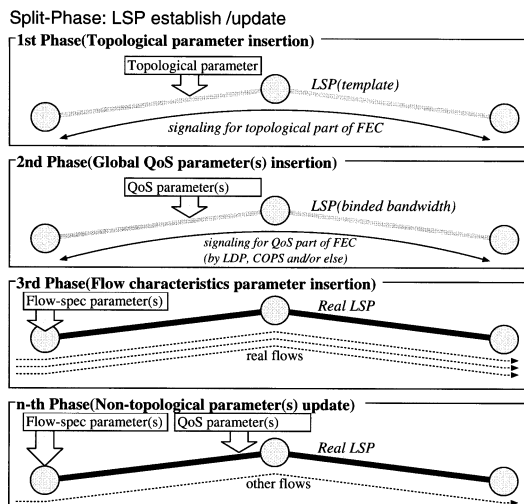 Split-Phase: LSP establish /update
1st Phase(Topological parameter insertion)
Topological parameter
LSP(template)
signaling for topological part of FEC
2nd Phase(Global QoS parameter(s) insertion)
QoS parameter(s)
LSP(binded bandwidth)
signaling for QoS part of FEC
(by LDP, COPS and/or else)
3rd Phase(Flow characteristics parameter insertion)
Flow-spec parameter(s)
Real LSP
real flows
n-th Phase(Non-topological parameter(s) update)
Flow-spec parameter(s) QoS parameter(s)
Real LSP
other flows